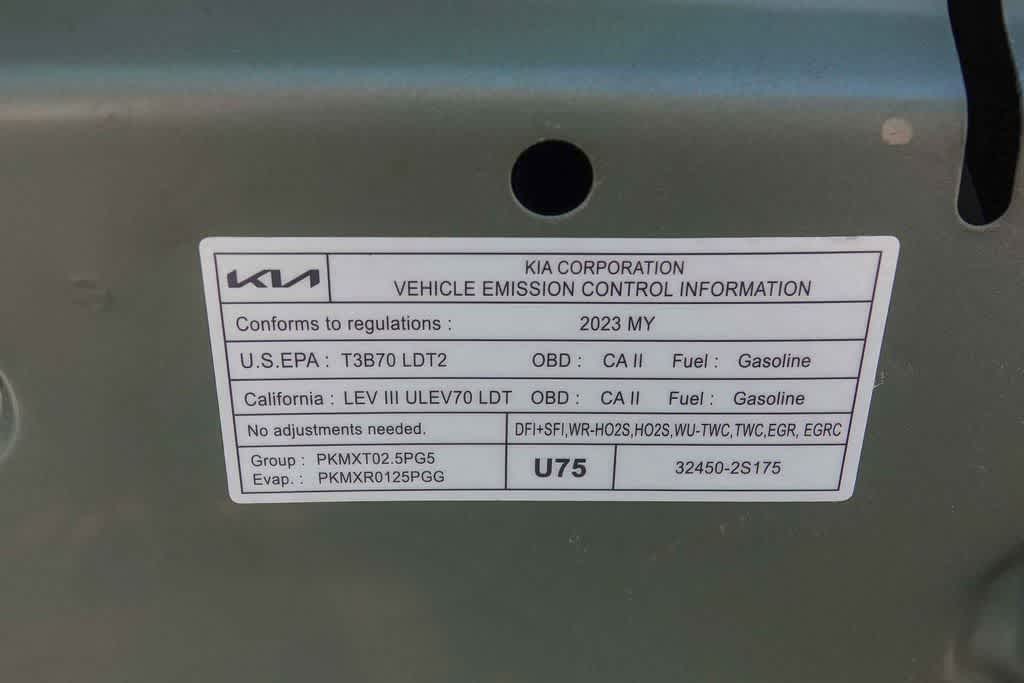 KIA
KIA CORPORATION
VEHICLE EMISSION CONTROL INFORMATION
Conforms to regulations : 2023 MY
U.S.EPA : T3B70 LDT2 OBD : CA II Fuel : Gasoline
California : LEV III ULEV70 LDT OBD : CA II Fuel : Gasoline
No adjustments needed. DFI+SFI,WR-HO2S,HO2S,WU-TWC,TWC,EGR, EGRC
Group : PKMXT02.5PG5
Evap. : PKMXR0125PGG
U75
32450-2S175